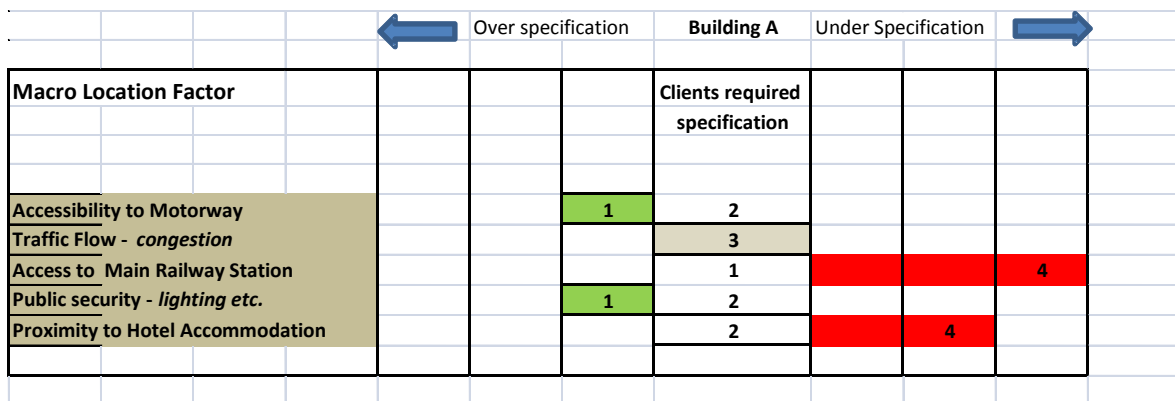 Over specification Building A Under Specification
Macro Location Factor Clients required
specification
Accessibility to Motorway 1 2
Traffic Flow - congestion 3
Access to Main Railway Station 1 4
Public security - lighting etc. 1 2
Proximity to Hotel Accommodation 2 4